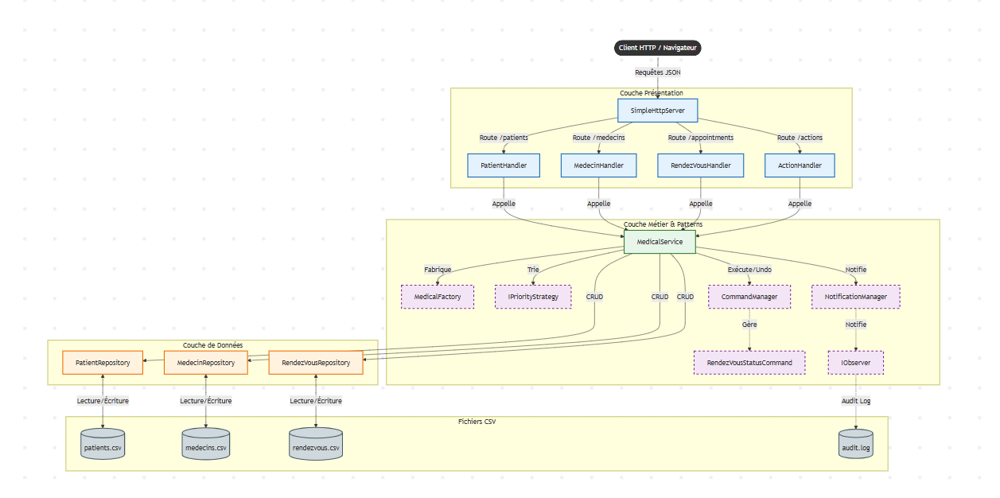 Client HTTP / Navigateur
Requêtes JSON
Couche Présentation
SimpleHttpServer
Route /patients
Route /medecins
Route /appointments
Route /actions
PatientHandler
MedecinHandler
RendezVousHandler
ActionHandler
Appelle
Appelle
Appelle
Appelle
Couche Métier & Patterns
MedicalService
Fabrique
Trie
Exécute/Undo
Notifie
MedicalFactory
IPriorityStrategy
CRUD
CRUD
CRUD
CommandManager
NotificationManager
Gère
Notifie
Couche de Données
PatientRepository
MedecinRepository
RendezVousRepository
RendezVousStatusCommand
IObserver
Lecture/Écriture
Lecture/Écriture
Lecture/Écriture
Audit Log
Fichiers CSV
patients.csv
medecins.csv
rendezvous.csv
audit.log